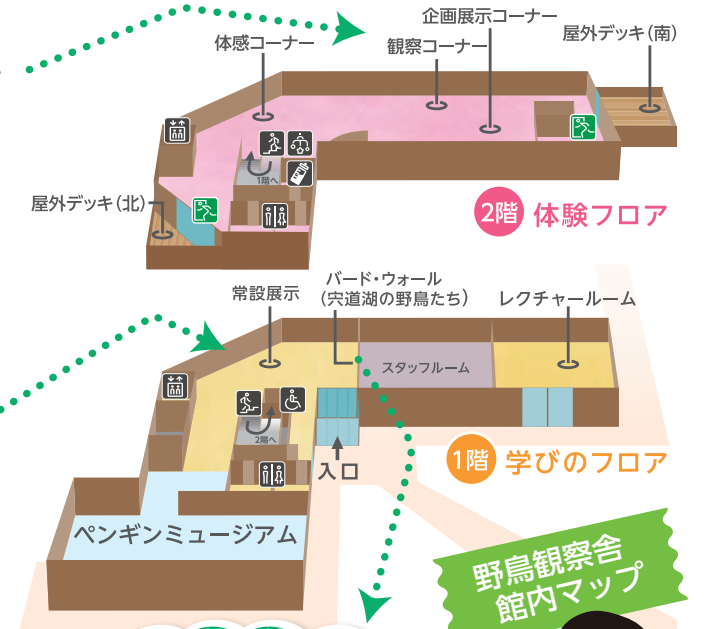 企画展示コーナー
体感コーナー
観察コーナー
屋外デッキ（南）
1階へ
屋外デッキ（北）
2階 体験フロア
バード・ウォール
（宍道湖の野鳥たち）
常設展示
レクチャールーム
スタッフルーム
2階へ
入口
1階 学びのフロア
ペンギンミュージアム
野鳥観察舎
館内マップ